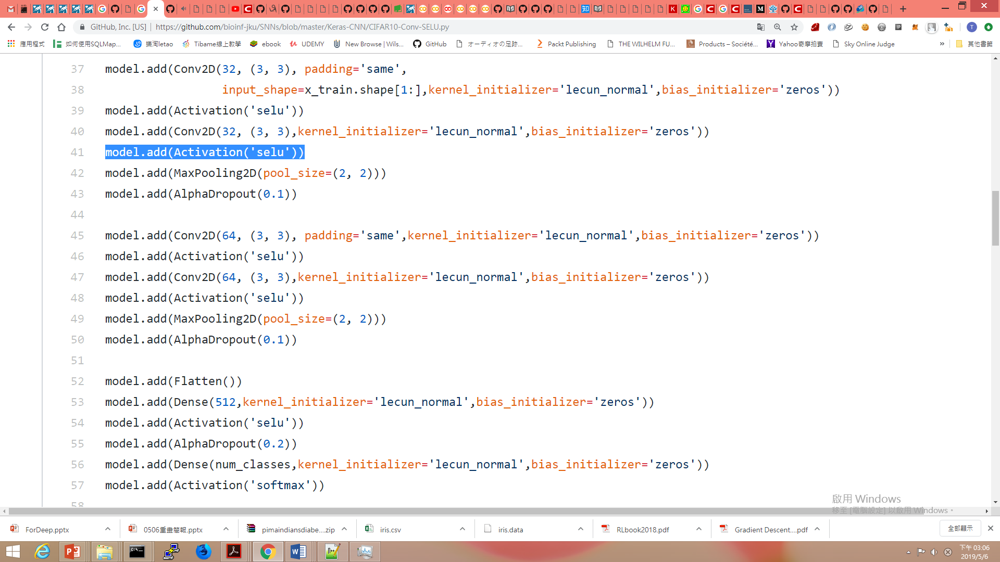 GitHub, Inc. [US] | https://github.com/bioinf-jku/SNNs/blob/master/Keras-CNN/CIFAR10-Conv-SELU.py
應用程式 如何使用SQLMap... 樂淘letao Tibame線上教學 ebook UDEMY New Browse | Wils... GitHub オーディオの足跡... Packt Publishing THE WILHELM FU... Products – Société... Yahoo奇摩拍賣 Sky Online Judge » 其他書籤
37 model.add(Conv2D(32, (3, 3), padding='same',
38 input_shape=x_train.shape[1:],kernel_initializer='lecun_normal',bias_initializer='zeros'))
39 model.add(Activation('selu'))
40 model.add(Conv2D(32, (3, 3),kernel_initializer='lecun_normal',bias_initializer='zeros'))
41 model.add(Activation('selu'))
42 model.add(MaxPooling2D(pool_size=(2, 2)))
43 model.add(AlphaDropout(0.1))
44
45 model.add(Conv2D(64, (3, 3), padding='same',kernel_initializer='lecun_normal',bias_initializer='zeros'))
46 model.add(Activation('selu'))
47 model.add(Conv2D(64, (3, 3),kernel_initializer='lecun_normal',bias_initializer='zeros'))
48 model.add(Activation('selu'))
49 model.add(MaxPooling2D(pool_size=(2, 2)))
50 model.add(AlphaDropout(0.1))
51
52 model.add(Flatten())
53 model.add(Dense(512,kernel_initializer='lecun_normal',bias_initializer='zeros'))
54 model.add(Activation('selu'))
55 model.add(AlphaDropout(0.2))
56 model.add(Dense(num_classes,kernel_initializer='lecun_normal',bias_initializer='zeros'))
57 model.add(Activation('softmax'))
58
啟用 Windows
移至 [電腦設定] 以啟用 Windows。
ForDeep.pptx 0506重盡簡報.pptx pimaindiansdiabe....zip iris.csv iris.data RLbook2018.pdf Gradient Descent....pdf 全部顯示
下午 03:06
2019/5/6